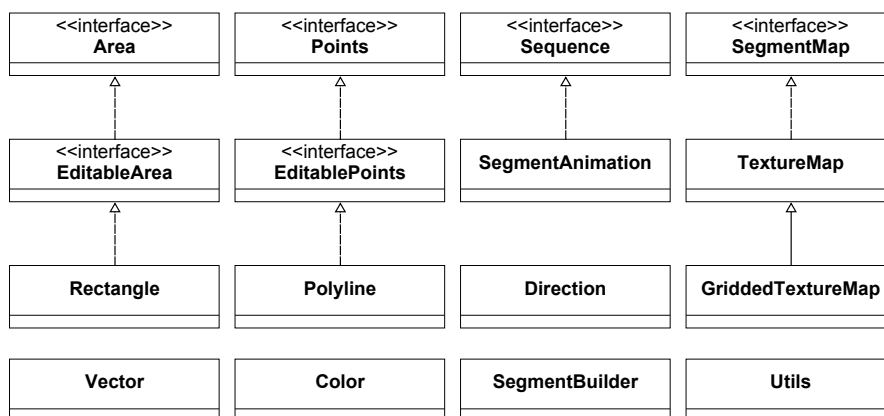 <<interface>>
Area
<<interface>>
Points
<<interface>>
Sequence
<<interface>>
SegmentMap
<<interface>>
EditableArea
<<interface>>
EditablePoints
SegmentAnimation
TextureMap
Rectangle
Polyline
Direction
GriddedTextureMap
Vector
Color
SegmentBuilder
Utils